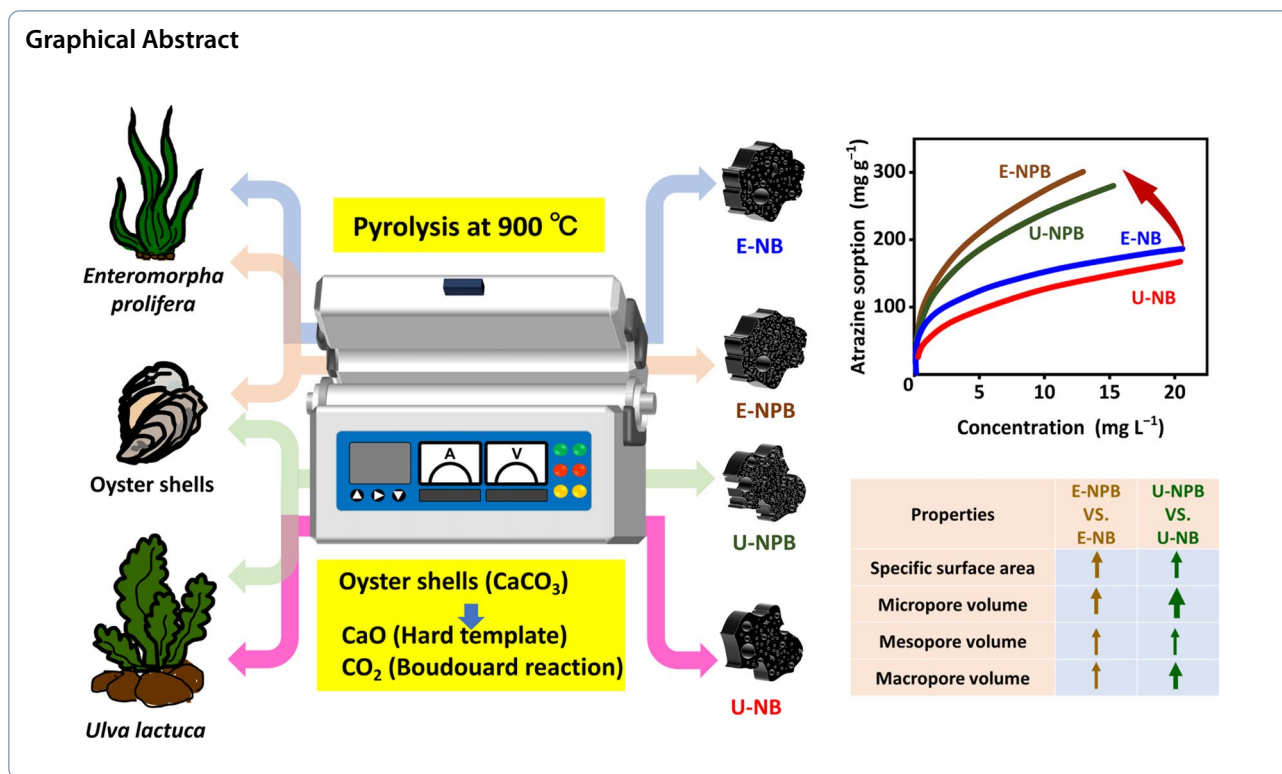 Graphical Abstract
Enteromorpha
prolifera
Oyster shells
Ulva lactuca
Pyrolysis at 900 ℃
A
V
Oyster shells (CaCO₃)
CaO (Hard template)
CO₂ (Boudouard reaction)
E-NB
E-NPB
U-NPB
U-NB
Atrazine sorption (mg g⁻¹)
300
200
100
0
5
10
15
20
Concentration (mg L⁻¹)
E-NPB
U-NPB
E-NB
U-NB
Properties
E-NPB
VS.
E-NB
U-NPB
VS.
U-NB
Specific surface area
Micropore volume
Mesopore volume
Macropore volume